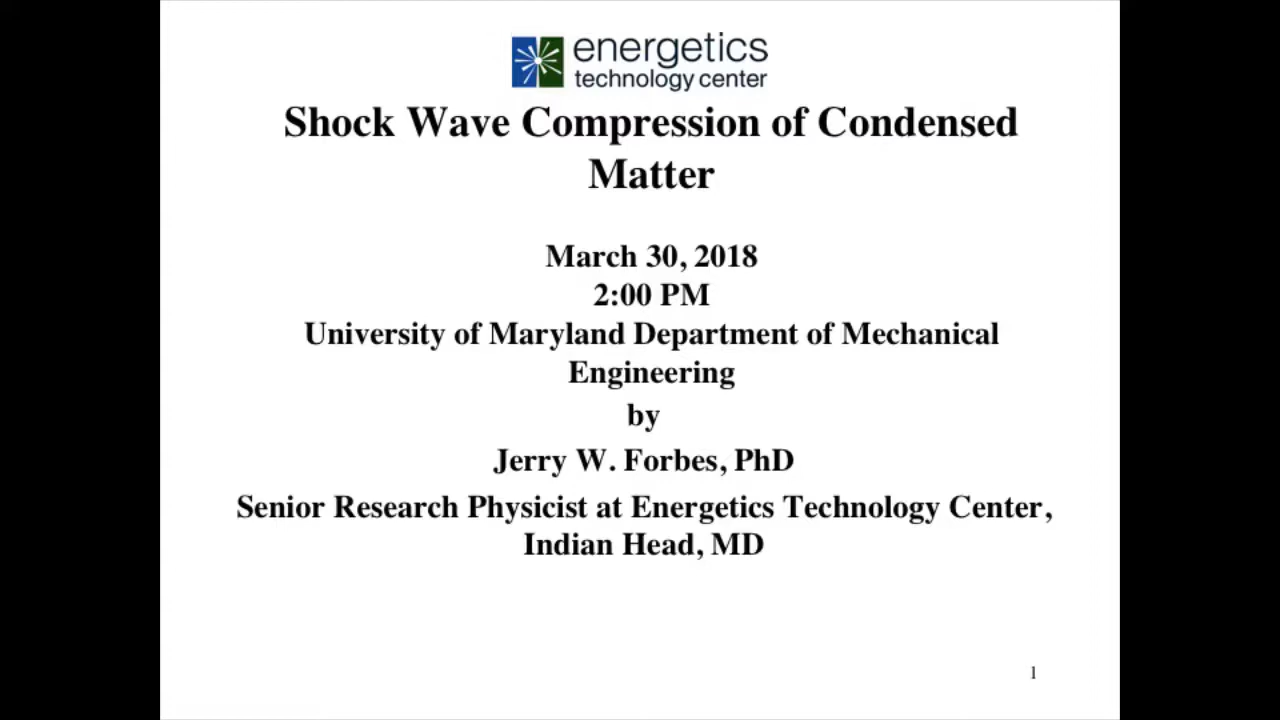 energetics
technology center
Shock Wave Compression of Condensed
Matter
March 30, 2018
2:00 PM
University of Maryland Department of Mechanical
Engineering
by
Jerry W. Forbes, PhD
Senior Research Physicist at Energetics Technology Center,
Indian Head, MD
1